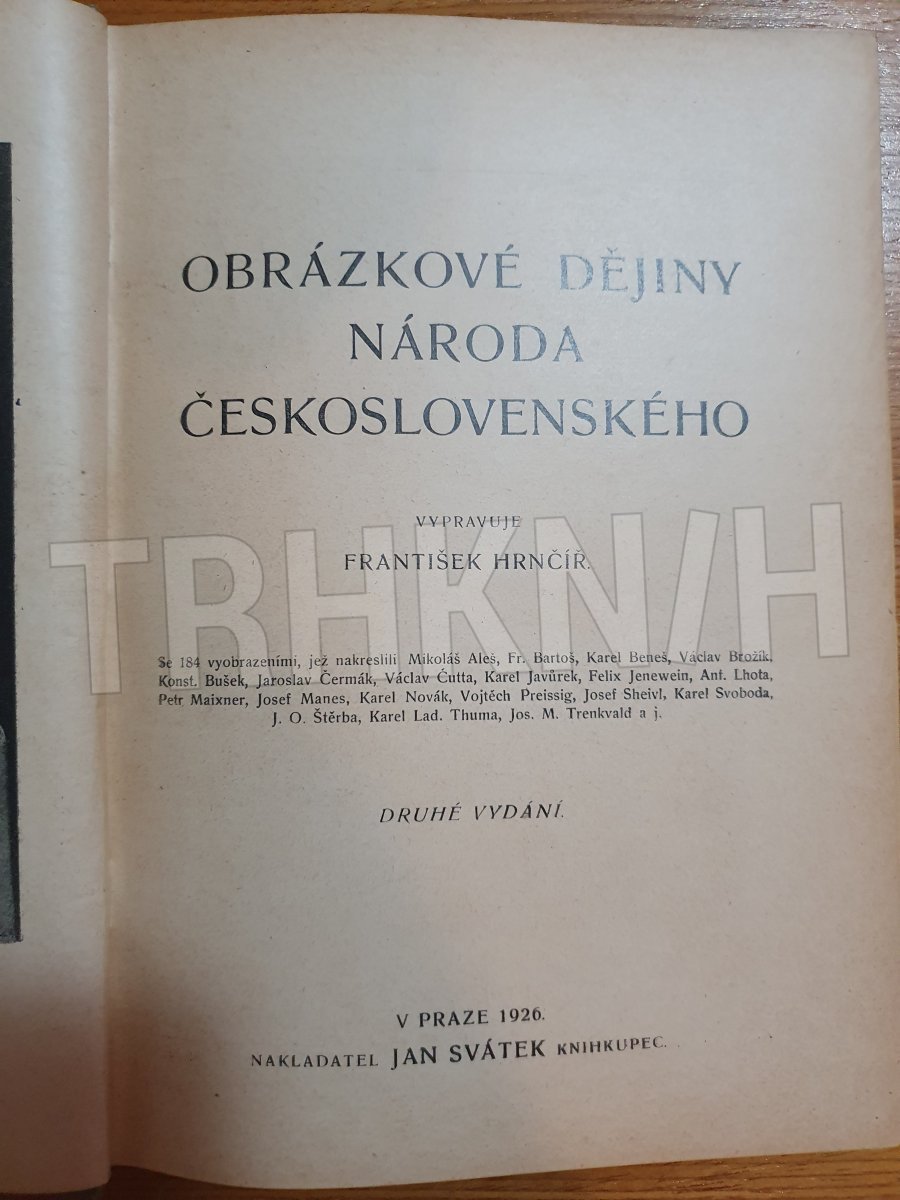 OBRÁZKOVÉ DĚJINY
NÁRODA
ČESKOSLOVENSKÉHO
VYPRAVUJE
FRANTIŠEK HRNČÍŘ.
TBHKN/H
Se 184 vyobrazeními, jež nakreslili Mikoláš Aleš, Fr. Bartoš, Karel Beneš, Václav Brožík,
Konst. Bušek, Jaroslav Čermák, Václav Ćutta, Karel Javůrek, Felix Jenewein, Ant. Lhota,
Petr Maixner, Josef Manes, Karel Novák, Vojtěch Preissig, Josef Sheivl, Karel Svoboda,
J. O. Štěrba, Karel Lad. Thuma, Jos. M. Trenkvald a j.
DRUHÉ VYDÁNÍ.
V PRAZE 1926.
NAKLADATEL JAN SVÁTEK KNIHKUPEC.